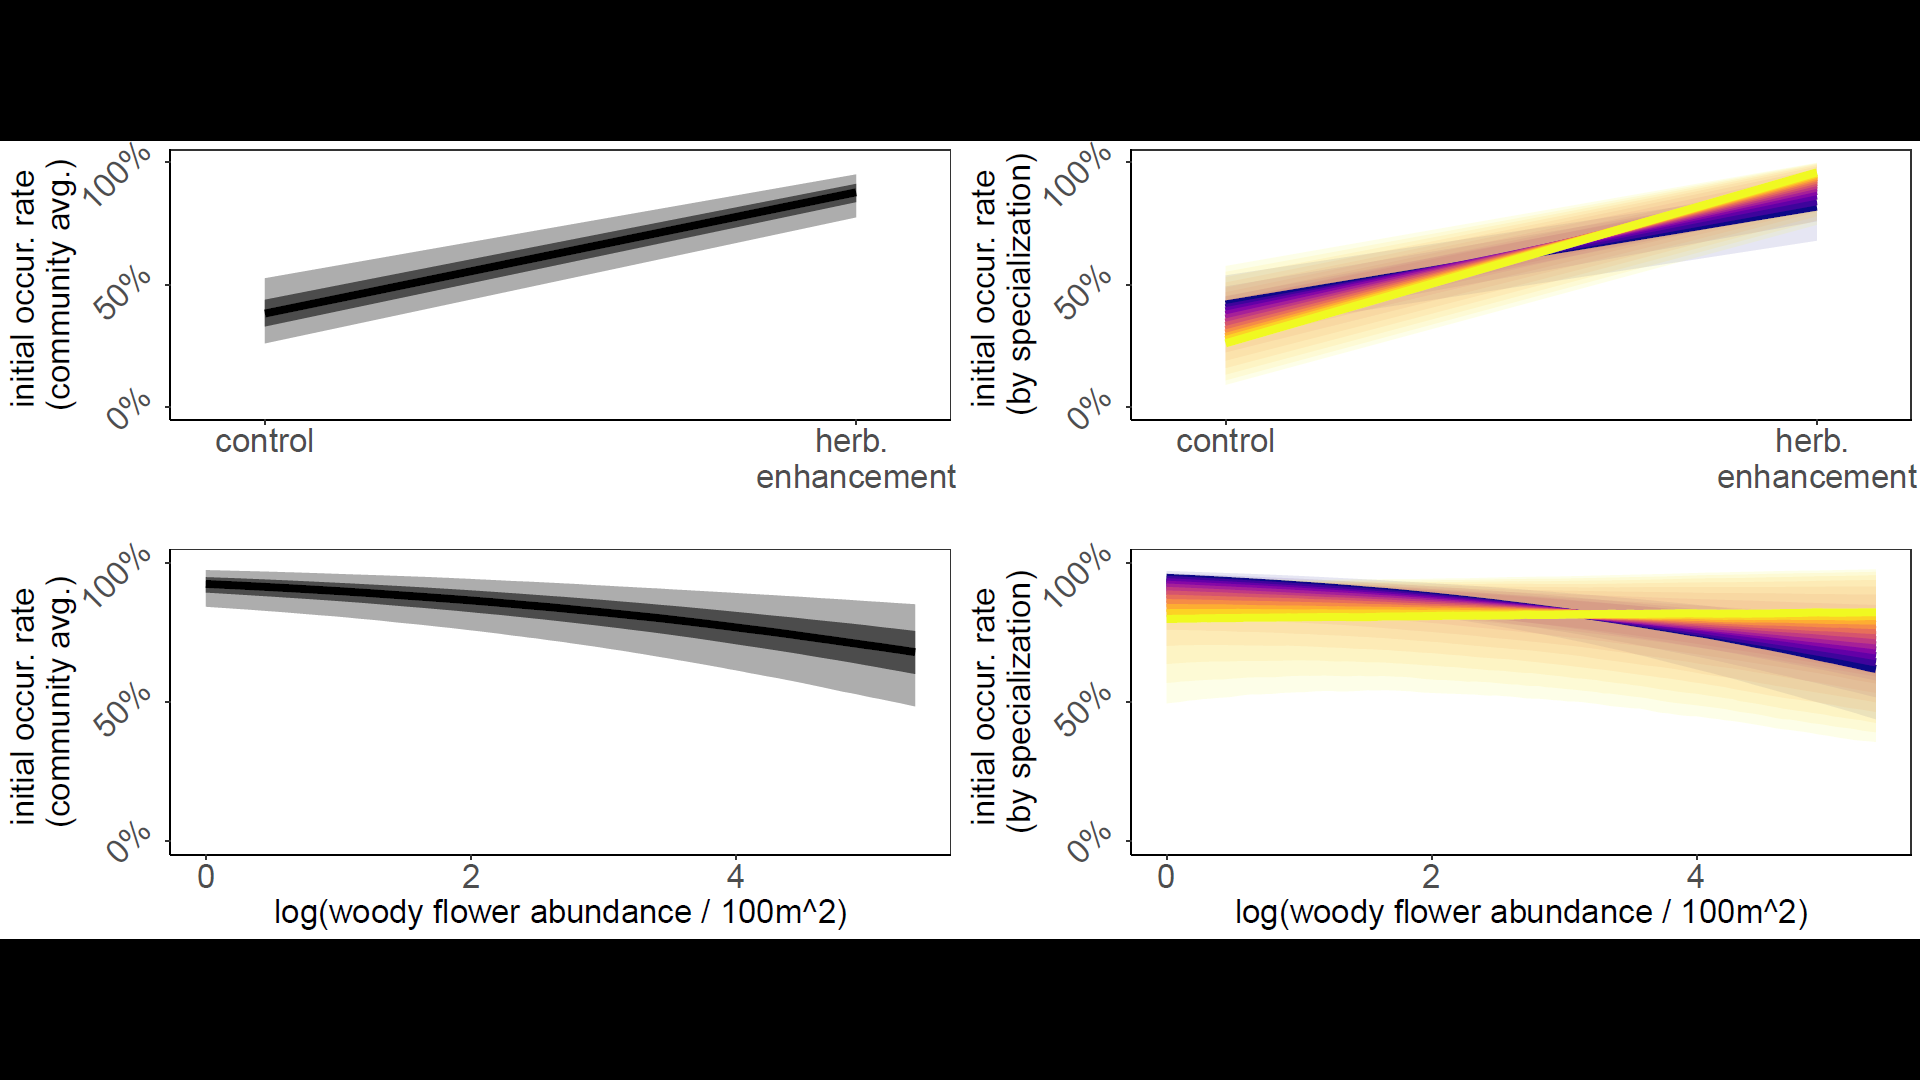 initial occur. rate
(community avg.)
100%
50%
0%
control
herb.
enhancement
initial occur. rate
(by specialization)
100%
50%
0%
control
herb.
enhancement
initial occur. rate
(community avg.)
100%
50%
0%
0
2
4
log(woody flower abundance / 100m^2)
initial occur. rate
(by specialization)
100%
50%
0%
0
2
4
log(woody flower abundance / 100m^2)